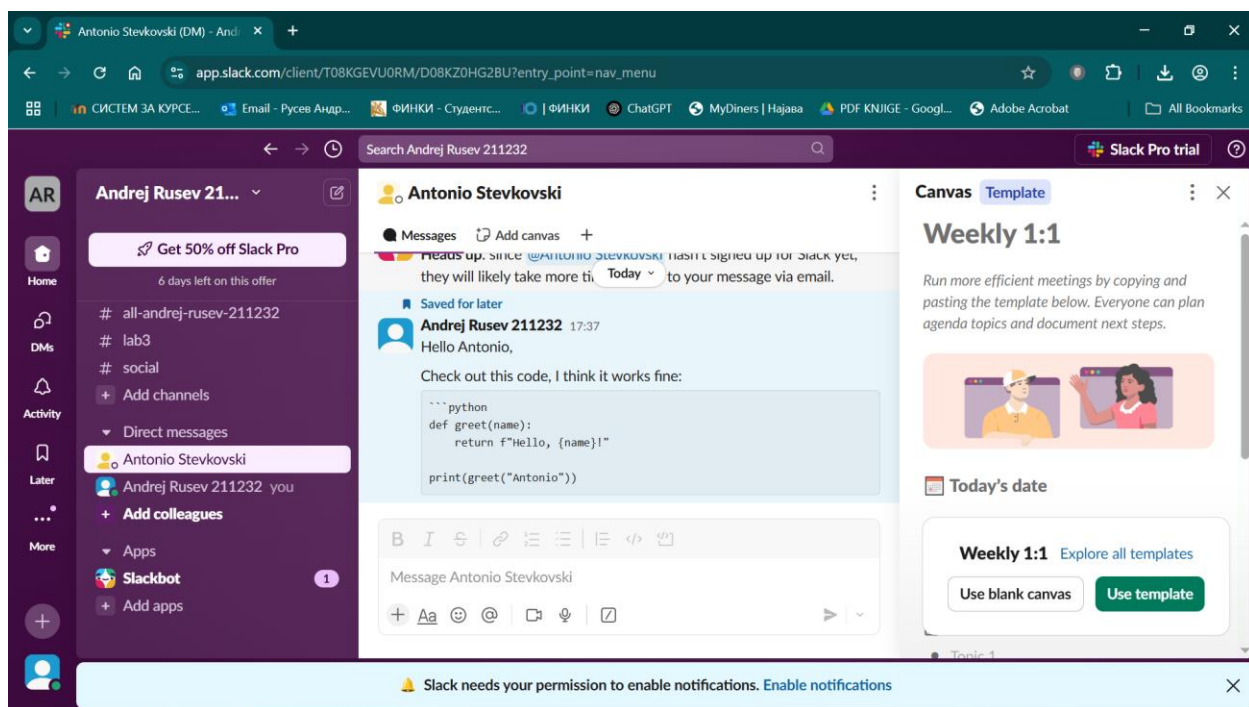 Antonio Stevkovski (DM) - Andr
app.slack.com/client/T08KGEVU0RM/D08KZ0HG2BU?entry_point=nav_menu
СИСТЕМ ЗА КУРСЕ... Email - Русев Андр... ФИНКИ - Студентс... | ФИНКИ ChatGPT MyDiners | Најава PDF KNJIGE - Googl... Adobe Acrobat All Bookmarks
Search Andrej Rusev 211232
Slack Pro trial
AR
Home
DMs
Activity
Later
More
Andrej Rusev 21...
Get 50% off Slack Pro
6 days left on this offer
# all-andrej-rusev-211232
# lab3
# social
+ Add channels
Direct messages
Antonio Stevkovski
Andrej Rusev 211232 you
+ Add colleagues
Apps
Slackbot 1
+ Add apps
Antonio Stevkovski
Messages Add canvas +
Heads up: since @Antonio Stevkovski hasn't signed up for Slack yet,
they will likely take more to your message via email.
Today
Saved for later
Andrej Rusev 211232 17:37
Hello Antonio,
Check out this code, I think it works fine:
```python
def greet(name):
    return f"Hello, {name}!"
print(greet("Antonio"))
Message Antonio Stevkovski
Aa
Canvas Template
Weekly 1:1
Run more efficient meetings by copying and
pasting the template below. Everyone can plan
agenda topics and document next steps.
Today's date
Weekly 1:1 Explore all templates
Use blank canvas Use template
Topic 1
Slack needs your permission to enable notifications. Enable notifications